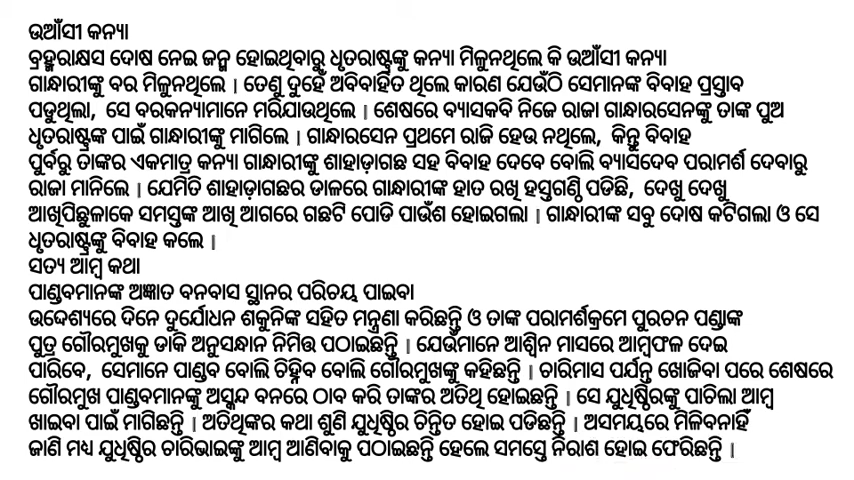 ଉଆଁସୀ କନ୍ୟା
ବ୍ରହ୍ମରାକ୍ଷସ ଦୋଷ ନେଇ ଜନ୍ମ ହୋଇଥିବାରୁ ଧୃତରାଷ୍ଟ୍ରଙ୍କୁ କନ୍ୟା ମିଳୁନଥିଲେ କି ଉଆଁସୀ କନ୍ୟା
ଗାନ୍ଧାରୀଙ୍କୁ ବର ମିଳୁନଥିଲେ । ତେଣୁ ଦୁହେଁ ଅବିବାହିତ ଥିଲେ କାରଣ ଯେଉଁଠି ସେମାନଙ୍କ ବିବାହ ପ୍ରସ୍ତାବ
ପଡୁଥିଲା, ସେ ବରକନ୍ୟାମାନେ ମରିଯାଉଥିଲେ । ଶେଷରେ ବ୍ୟାସକବି ନିଜେ ରାଜା ଗାନ୍ଧାରସେନଙ୍କୁ ତାଙ୍କ ପୁଅ
ଧୃତରାଷ୍ଟ୍ରଙ୍କ ପାଇଁ ଗାନ୍ଧାରୀଙ୍କୁ ମାଗିଲେ । ଗାନ୍ଧାରସେନ ପ୍ରଥମେ ରାଜି ହେଉ ନଥିଲେ, କିନ୍ତୁ ବିବାହ
ପୁର୍ବରୁ ତାଙ୍କର ଏକମାତ୍ର କନ୍ୟା ଗାନ୍ଧାରୀଙ୍କୁ ଶାହାଡ଼ାଗଛ ସହ ବିବାହ ଦେବେ ବୋଲି ବ୍ୟାସଦେବ ପରାମର୍ଶ ଦେବାରୁ
ରାଜା ମାନିଲେ । ଯେମିତି ଶାହାଡ଼ାଗଛର ଡାଳରେ ଗାନ୍ଧାରୀଙ୍କ ହାତ ରଖି ହସ୍ତଗଣ୍ଠି ପଡିଛି, ଦେଖୁ ଦେଖୁ
ଆଖିପିଛୁଳାକେ ସମସ୍ତଙ୍କ ଆଖି ଆଗରେ ଗଛଟି ପୋଡି ପାଉଁଶ ହୋଇଗଲା । ଗାନ୍ଧାରୀଙ୍କ ସବୁ ଦୋଷ କଟିଗଲା ଓ ସେ
ଧୃତରାଷ୍ଟ୍ରଙ୍କୁ ବିବାହ କଲେ ।
ସତ୍ୟ ଆମ୍ବ କଥା
ପାଣ୍ଡବମାନଙ୍କ ଅଜ୍ଞାତ ବନବାସ ସ୍ଥାନର ପରିଚୟ ପାଇବା
ଉଦ୍ଦେଶ୍ୟରେ ଦିନେ ଦୁର୍ଯୋଧନ ଶକୁନିଙ୍କ ସହିତ ମନ୍ତ୍ରଣା କରିଛନ୍ତି ଓ ତାଙ୍କ ପରାମର୍ଶକ୍ରମେ ପୁରଚନ ପଣ୍ଡାଙ୍କ
ପୁତ୍ର ଗୌରମୁଖକୁ ଡାକି ଅନୁସନ୍ଧାନ ନିମିତ୍ତ ପଠାଇଛନ୍ତି । ଯେଉଁମାନେ ଆଶ୍ୱିନ ମାସରେ ଆମ୍ବଫଳ ଦେଇ
ପାରିବେ, ସେମାନେ ପାଣ୍ଡବ ବୋଲି ଚିହ୍ନିବ ବୋଲି ଗୌରମୁଖଙ୍କୁ କହିଛନ୍ତି । ଚାରିମାସ ପର୍ଯ୍ୟନ୍ତ ଖୋଜିବା ପରେ ଶେଷରେ
ଗୌରମୁଖ ପାଣ୍ଡବମାନଙ୍କୁ ଅସ୍କନ୍ଦ ବନରେ ଠାବ କରି ତାଙ୍କର ଅତିଥି ହୋଇଛନ୍ତି । ସେ ଯୁଧିଷ୍ଠିରଙ୍କୁ ପାଚିଲା ଆମ୍ବ
ଖାଇବା ପାଇଁ ମାଗିଛନ୍ତି । ଅତିଥିଙ୍କର କଥା ଶୁଣି ଯୁଧିଷ୍ଠିର ଚିନ୍ତିତ ହୋଇ ପଡିଛନ୍ତି । ଅସମୟରେ ମିଳିବନାହିଁ
ଜାଣି ମଧ୍ୟ ଯୁଧିଷ୍ଠିର ଚାରିଭାଇଙ୍କୁ ଆମ୍ବ ଆଣିବାକୁ ପଠାଇଛନ୍ତି ହେଲେ ସମସ୍ତେ ନିରାଶ ହୋଇ ଫେରିଛନ୍ତି ।